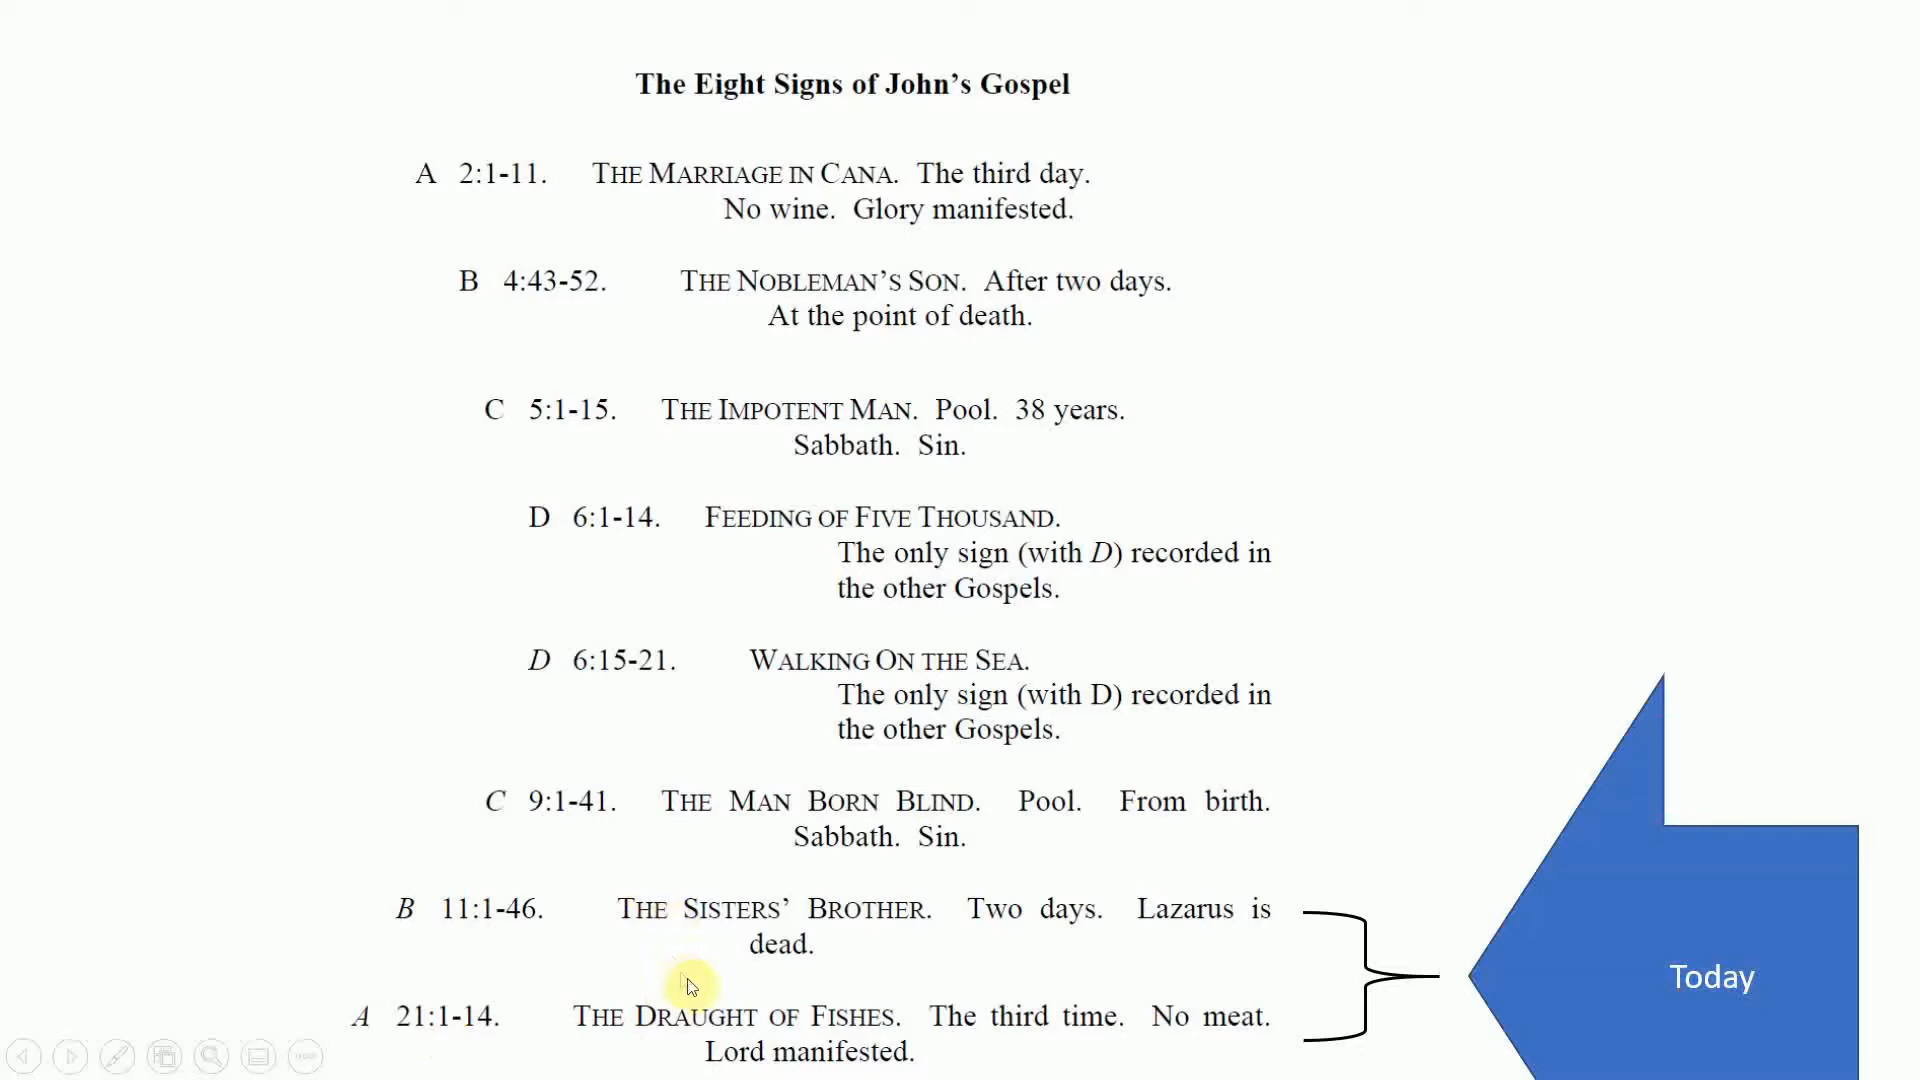 The Eight Signs of John's Gospel
A 2:1-11. THE MARRIAGE IN CANA. The third day.
No wine. Glory manifested.
B 4:43-52. THE NOBLEMAN'S SON. After two days.
At the point of death.
C 5:1-15. THE IMPOTENT MAN. Pool. 38 years.
Sabbath. Sin.
D 6:1-14. FEEDING OF FIVE THOUSAND.
The only sign (with D) recorded in
the other Gospels.
D 6:15-21. WALKING ON THE SEA.
The only sign (with D) recorded in
the other Gospels.
C 9:1-41. THE MAN BORN BLIND. Pool. From birth.
Sabbath. Sin.
B 11:1-46. THE SISTERS' BROTHER. Two days. Lazarus is
dead.
A 21:1-14. THE DRAUGHT OF FISHES. The third time. No meat.
Lord manifested.
Today